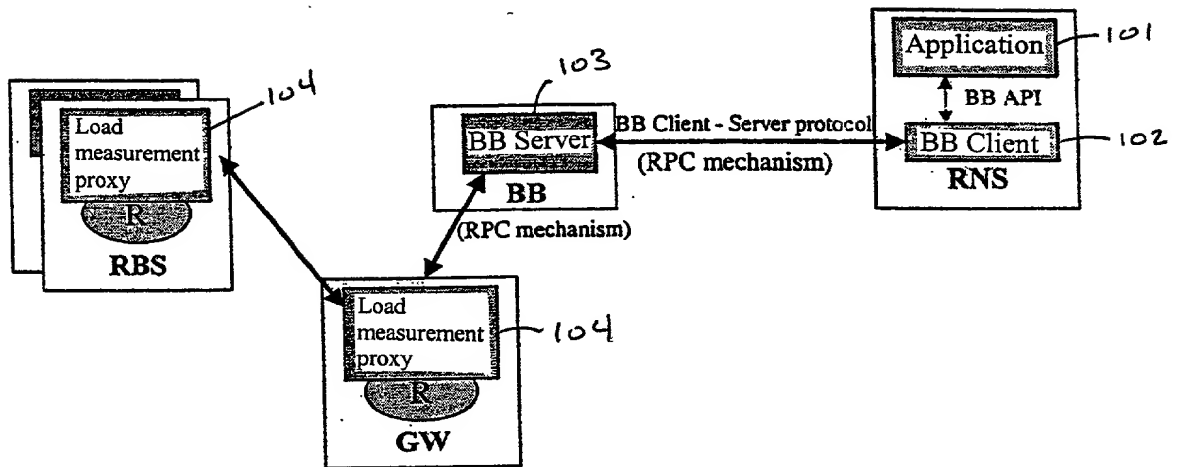 104
Load
measurement
proxy
R
RBS
103
BB Server
BB
(RPC mechanism)
BB Client - Server protocol
(RPC mechanism)
Application
101
BB API
BB Client
102
RNS
Load
measurement
proxy
104
R
GW